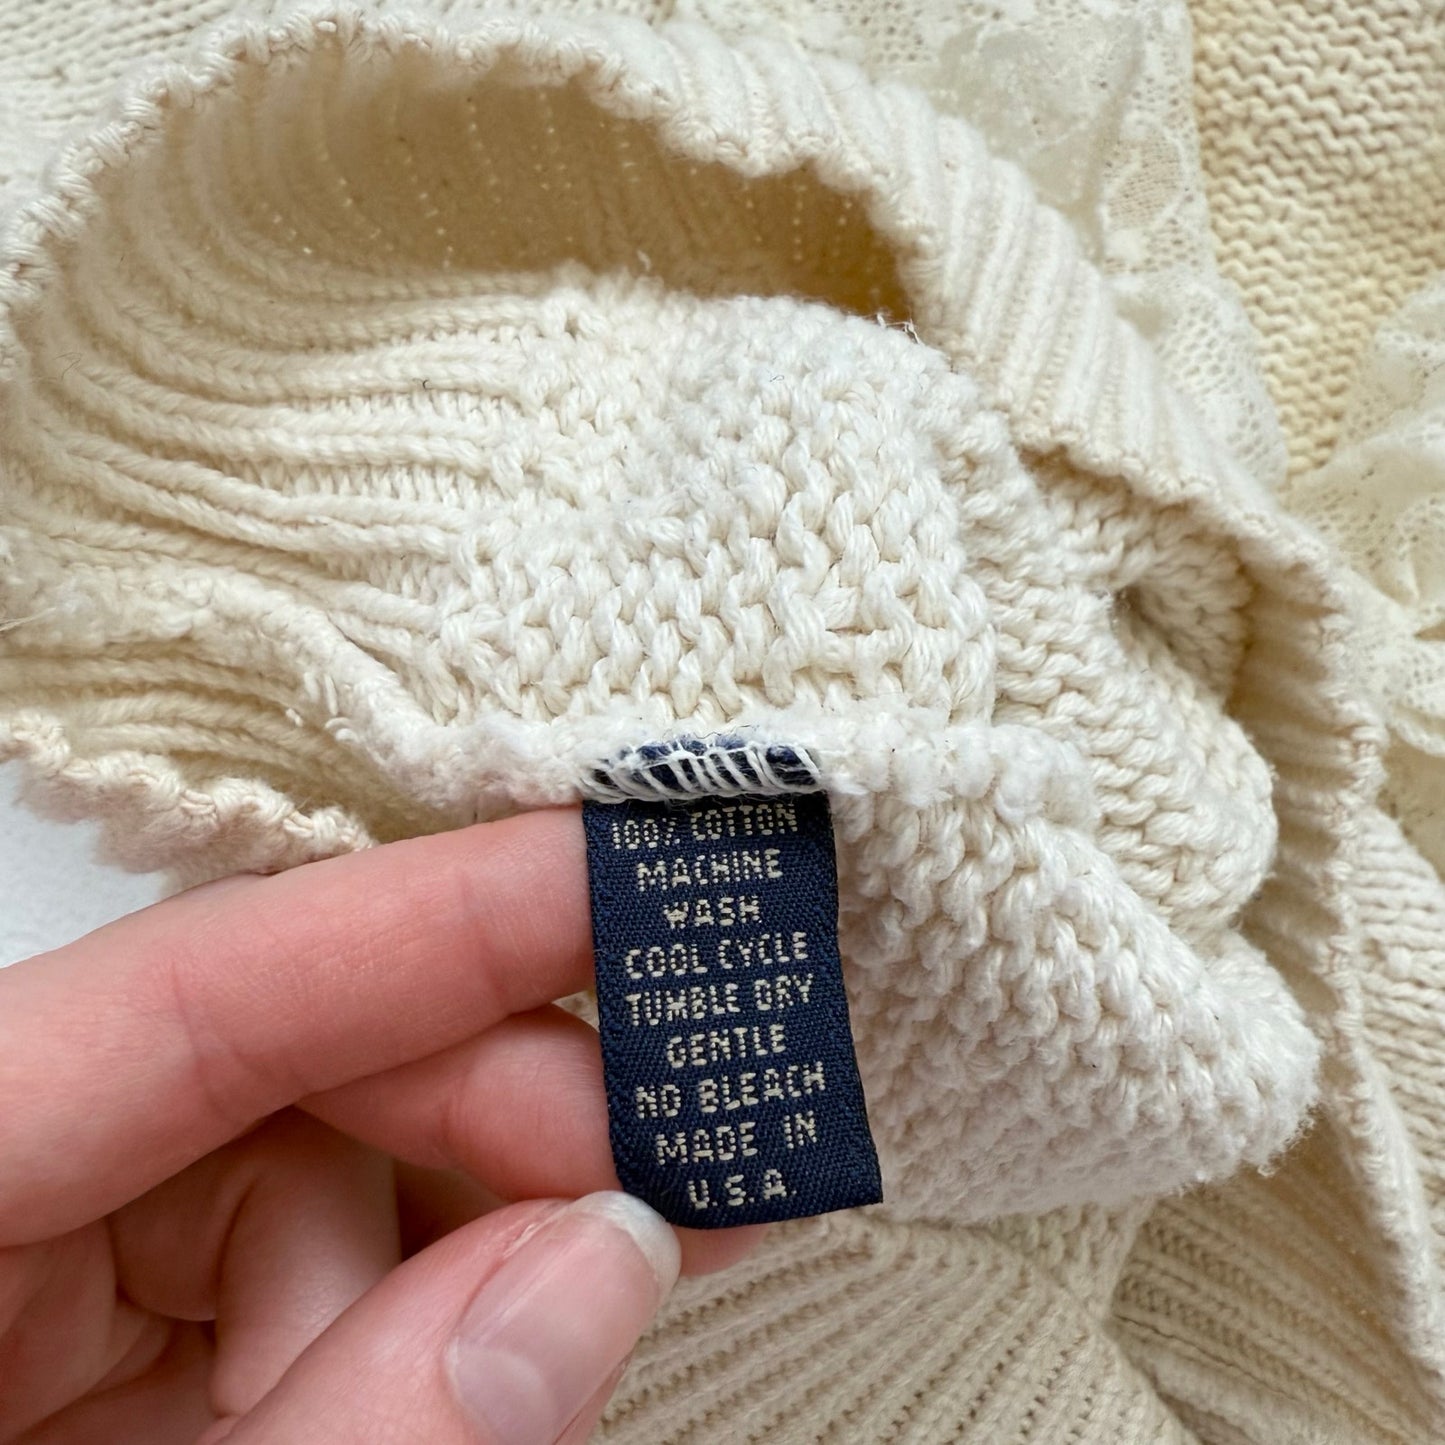 100% COTTON
MACHINE
WASH
COOL CYCLE
TUMBLE DRY
GENTLE
NO BLEACH
MADE IN
U.S.A.